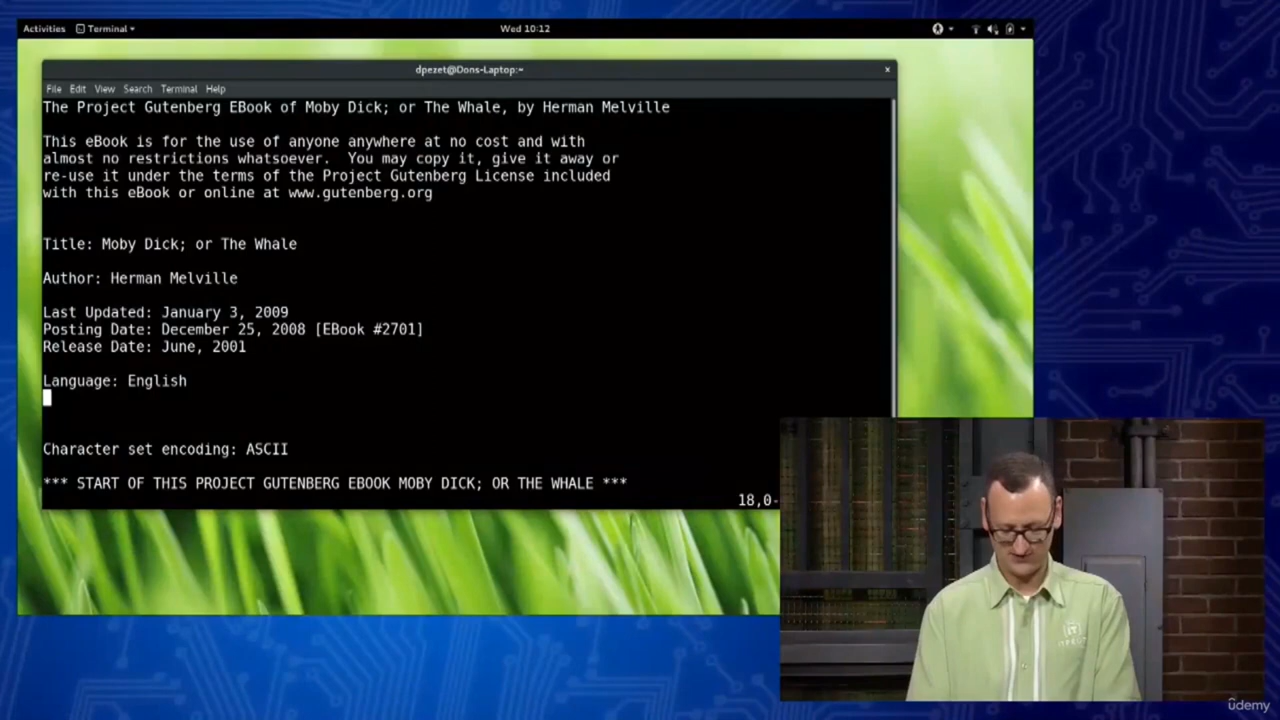 Activities Terminal Wed 10:12
dpezet@Dons-Laptop:~ ×
File Edit View Search Terminal Help
The Project Gutenberg EBook of Moby Dick; or The Whale, by Herman Melville
This eBook is for the use of anyone anywhere at no cost and with
almost no restrictions whatsoever.  You may copy it, give it away or
re-use it under the terms of the Project Gutenberg License included
with this eBook or online at www.gutenberg.org
Title: Moby Dick; or The Whale
Author: Herman Melville
Last Updated: January 3, 2009
Posting Date: December 25, 2008 [EBook #2701]
Release Date: June, 2001
Language: English
Character set encoding: ASCII
*** START OF THIS PROJECT GUTENBERG EBOOK MOBY DICK; OR THE WHALE ***
18,0-
udemy